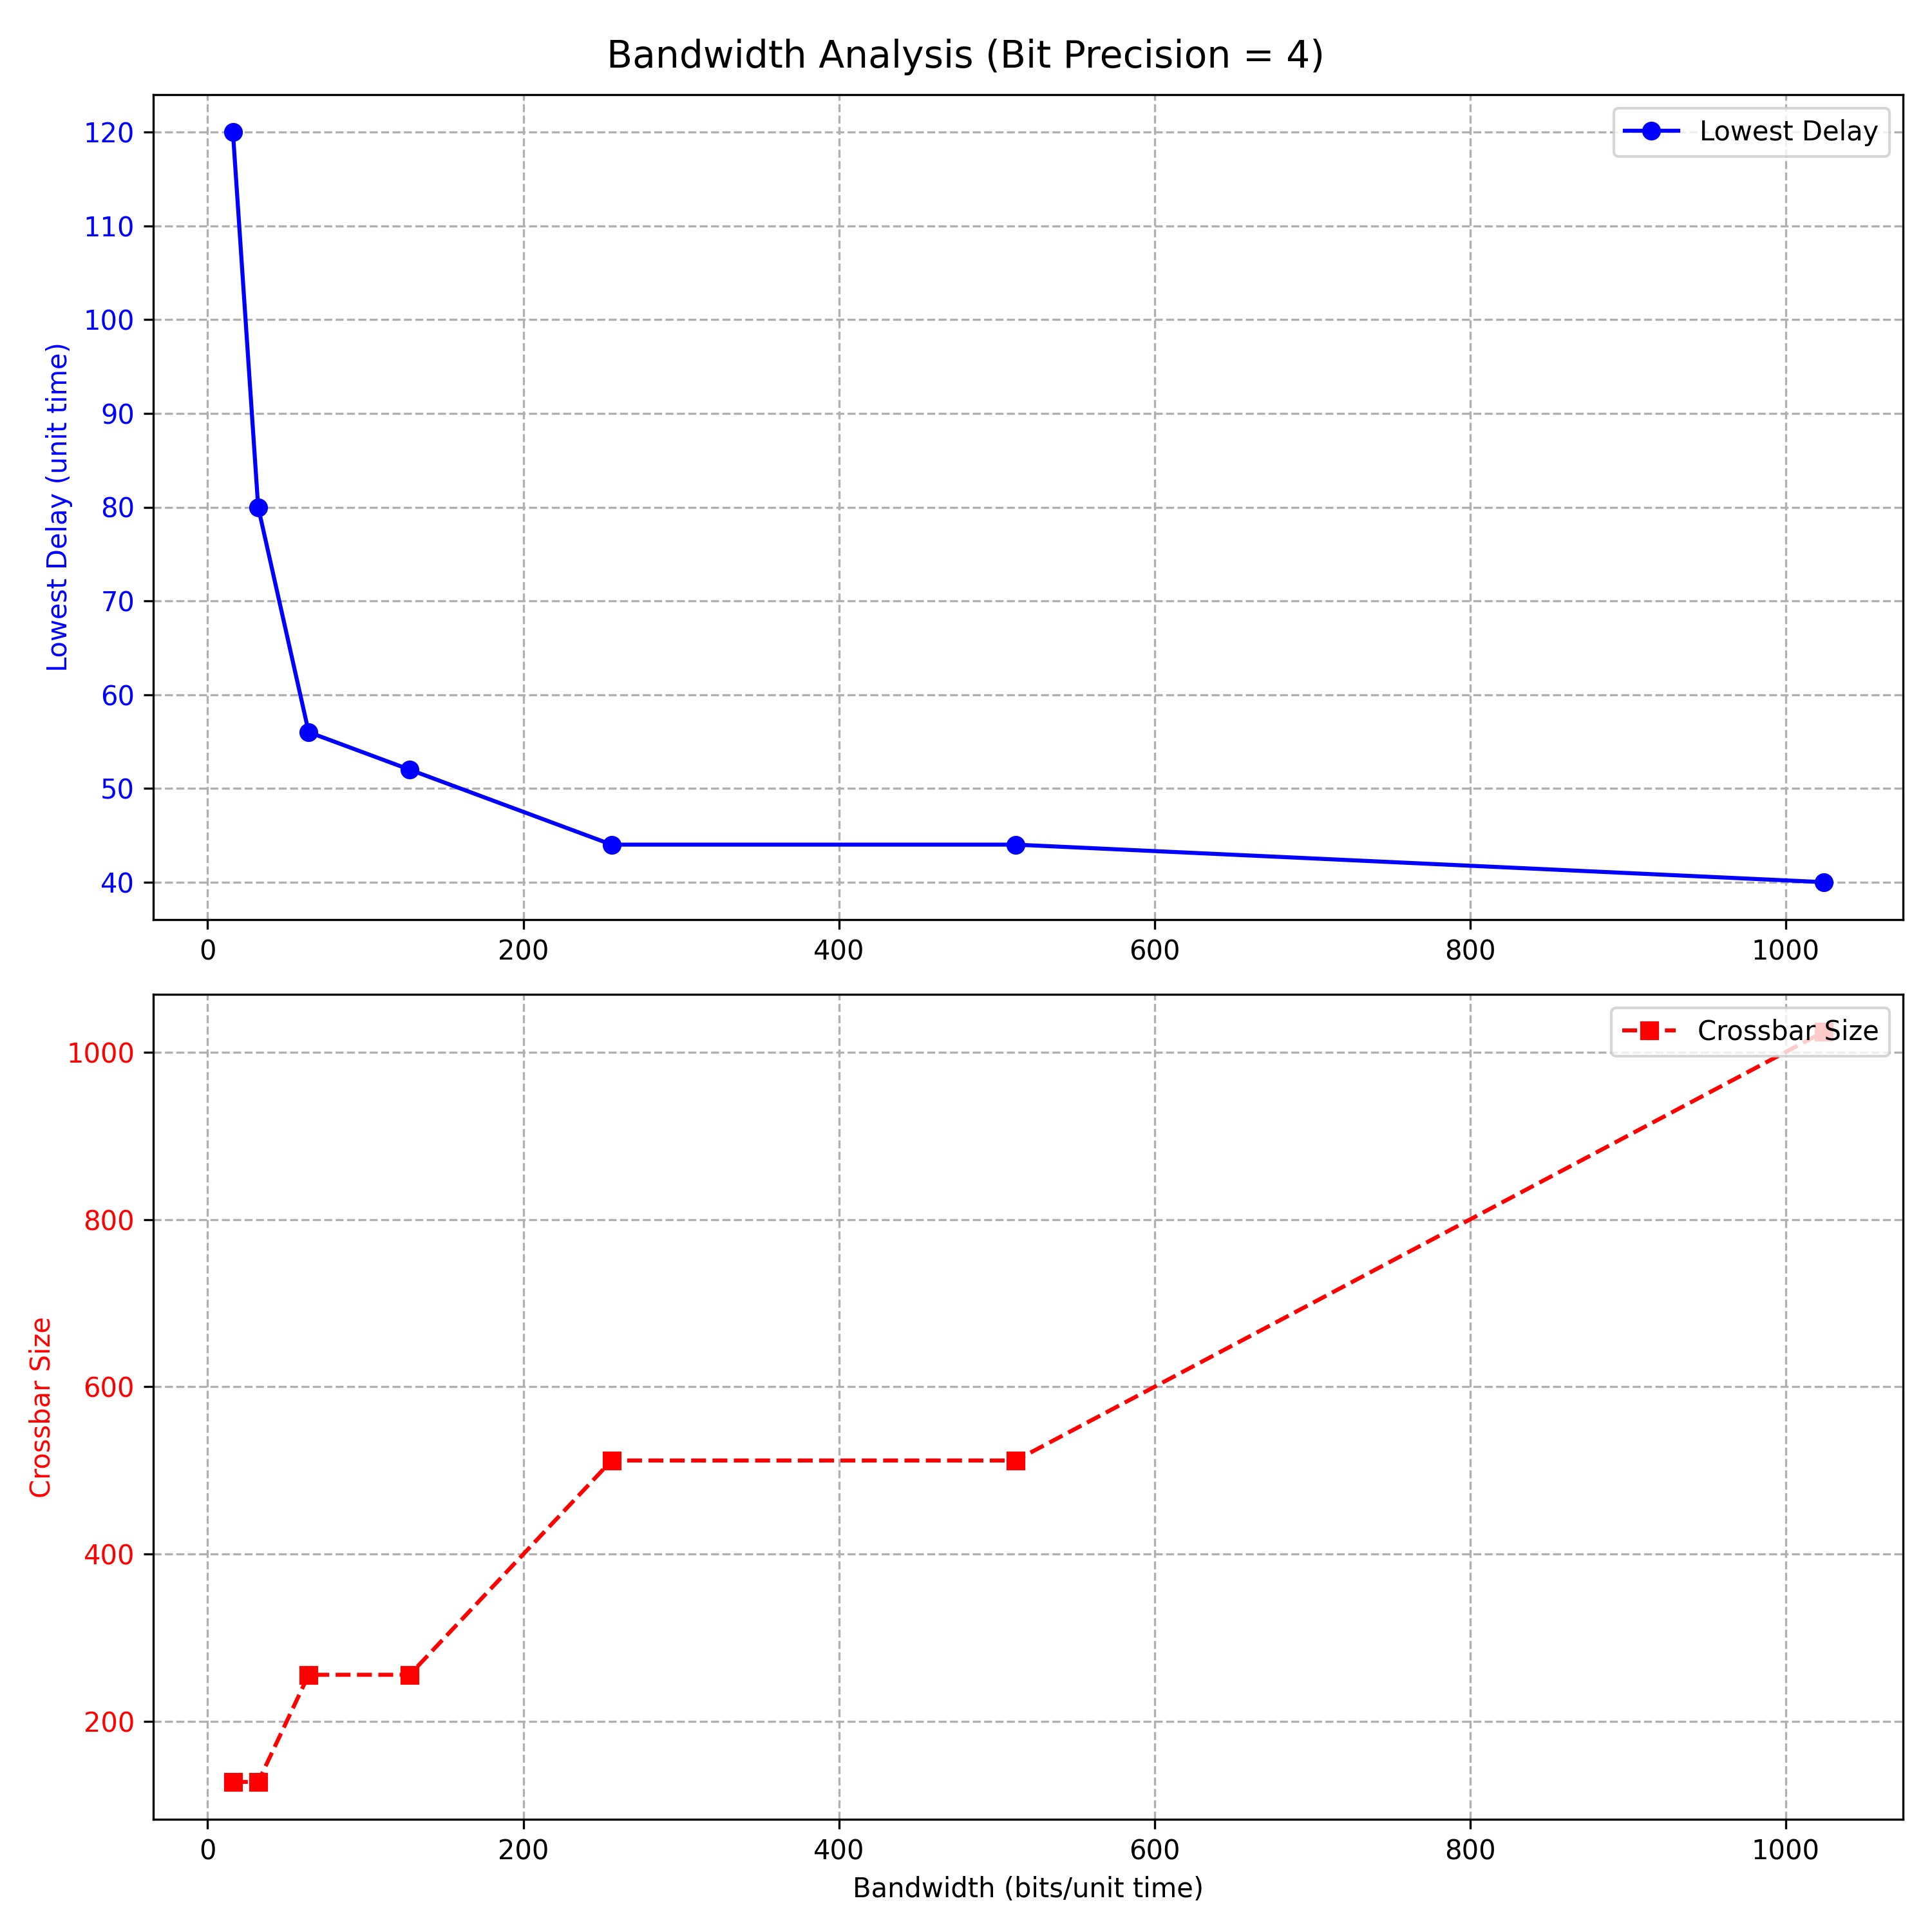 Bandwidth Analysis (Bit Precision = 4)
Lowest Delay
120
110
100
90
80
70
60
50
40
Lowest Delay (unit time)
0 200 400 600 800 1000
Crossbar Size
1000
800
600
400
200
Crossbar Size
0 200 400 600 800 1000
Bandwidth (bits/unit time)